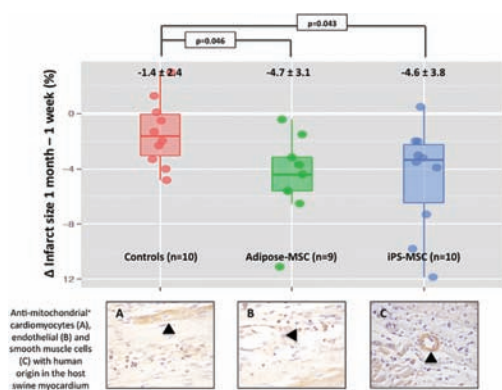 p=0.043
p=0.046
-1.4 ± 2.4
-4.7 ± 3.1
-4.6 ± 3.8
Δ Infarct size 1 month – 1 week (%)
0
-4
-8
-12
Controls (n=10)
Adipose-MSC (n=9)
iPS-MSC (n=10)
Anti-mitochondrial⁺
cardiomyocytes (A),
endothelial (B) and
smooth muscle cells
(C) with human
origin in the host
swine myocardium
A
B
C